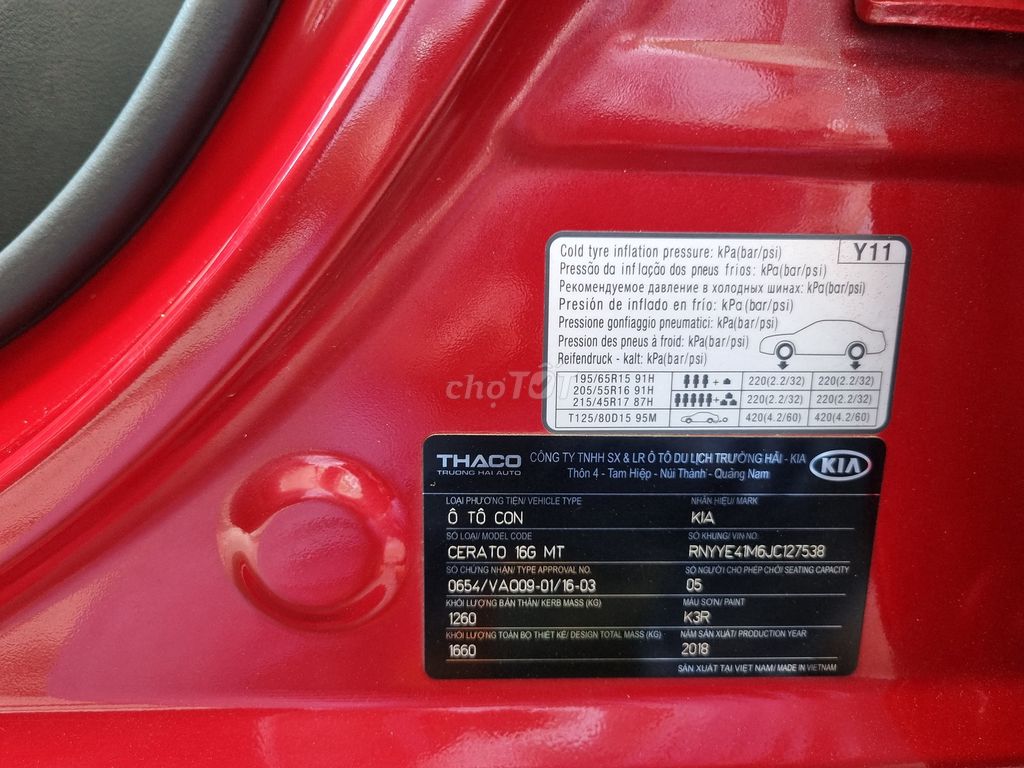 Cold tyre inflation pressure: kPa(bar/psi)
Y11
Pressão da inflação dos pneus frios: kPa(bar/psi)
Рекомендуемое давление в холодных шинах: kPa(bar/psi)
Presión de inflado en frío: kPa(bar/psi)
Pressione gonfiaggio pneumatici: kPa(bar/psi)
Pression des pneus à froid: kPa(bar/psi)
Reifendruck - kalt: kPa(bar/psi)
195/65R15 91H
205/55R16 91H
215/45R17 87H
+ 220(2.2/32) 220(2.2/32)
+ 220(2.2/32) 220(2.2/32)
T125/80D15 95M 420(4.2/60) 420(4.2/60)
chợTỐT
THACO
TRUONG HAI AUTO
CÔNG TY TNHH SX & LR Ô TÔ DU LỊCH TRƯỜNG HẢI - KIA
Thôn 4 - Tam Hiệp - Núi Thành - Quảng Nam
KIA
LOẠI PHƯƠNG TIỆN/ VEHICLE TYPE
NHÃN HIỆU/ MARK
Ô TÔ CON
KIA
SỐ LOẠI/ MODEL CODE
SỐ KHUNG/ VIN NO.
CERATO 16G MT
RNYYE41M6JC127538
SỐ CHỨNG NHẬN/ TYPE APPROVAL NO.
SỐ NGƯỜI CHO PHÉP CHỞ/ SEATING CAPACITY
0654/VAQ09-01/16-03
05
KHỐI LƯỢNG BẢN THÂN/ KERB MASS (KG)
MÀU SƠN/ PAINT
1260
K3R
KHỐI LƯỢNG TOÀN BỘ THIẾT KẾ/ DESIGN TOTAL MASS (KG)
NĂM SẢN XUẤT/ PRODUCTION YEAR
1660
2018
SẢN XUẤT TẠI VIỆT NAM/ MADE IN VIETNAM